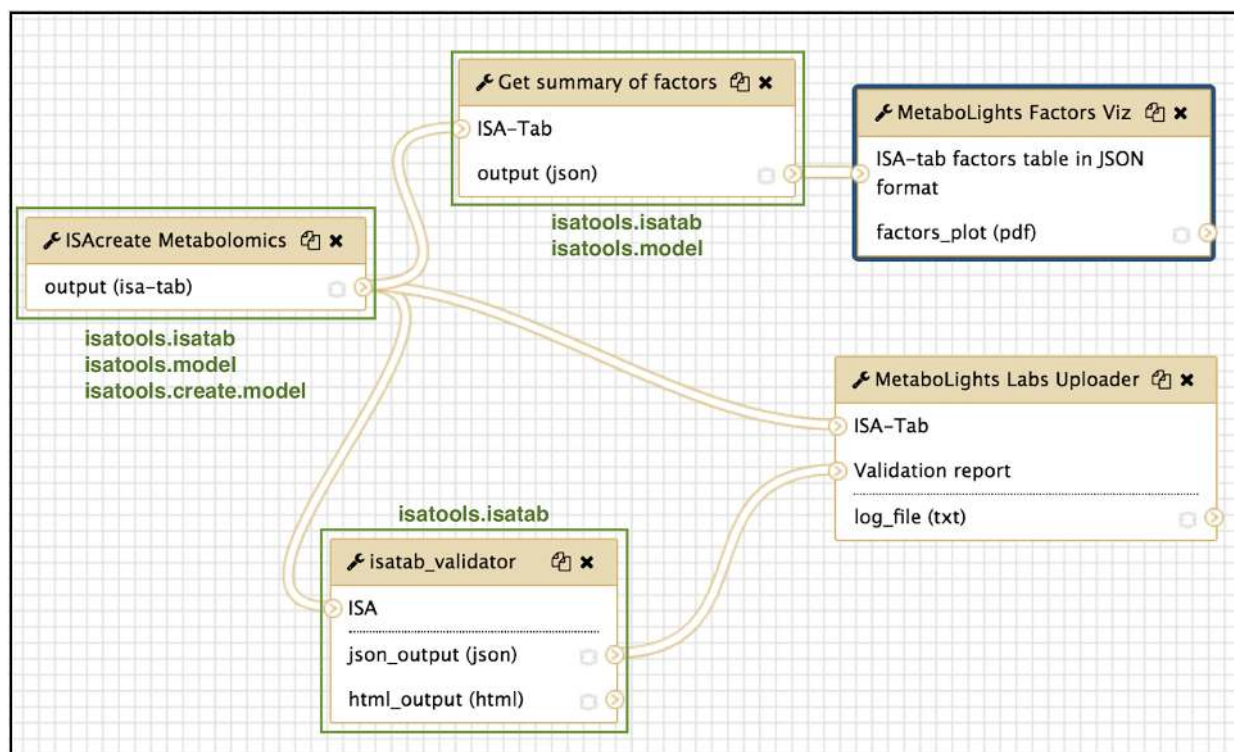 Get summary of factors
ISA-Tab
output (json)
isatools.isatab
isatools.model
MetaboLights Factors Viz
ISA-tab factors table in JSON
format
factors_plot (pdf)
ISAcreate Metabolomics
output (isa-tab)
isatools.isatab
isatools.model
isatools.create.model
MetaboLights Labs Uploader
ISA-Tab
Validation report
log_file (txt)
isatools.isatab
isatab_validator
ISA
json_output (json)
html_output (html)